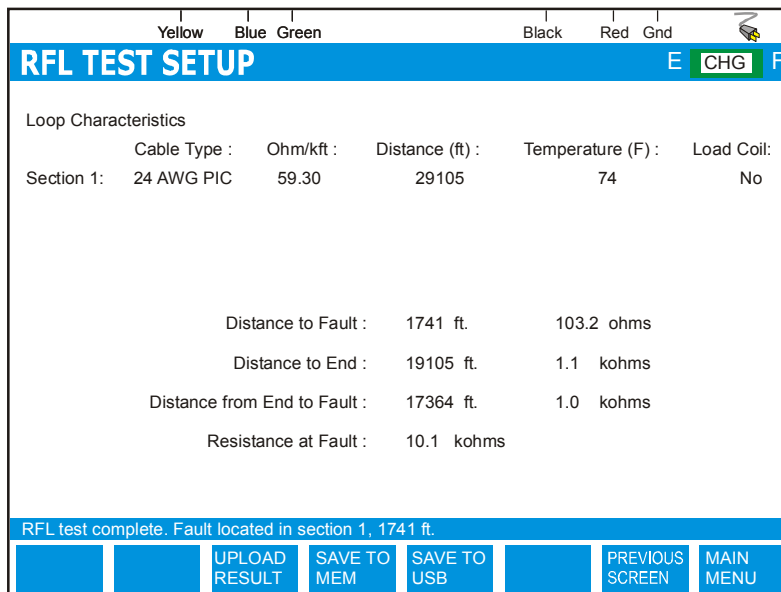 Yellow Blue Green Black Red Gnd
RFL TEST SETUP E CHG F
Loop Characteristics
Cable Type : Ohm/kft : Distance (ft) : Temperature (F) : Load Coil:
Section 1: 24 AWG PIC 59.30 29105 74 No
Distance to Fault : 1741 ft. 103.2 ohms
Distance to End : 19105 ft. 1.1 kohms
Distance from End to Fault : 17364 ft. 1.0 kohms
Resistance at Fault : 10.1 kohms
RFL test complete. Fault located in section 1, 1741 ft.
UPLOAD RESULT SAVE TO MEM SAVE TO USB PREVIOUS SCREEN MAIN MENU